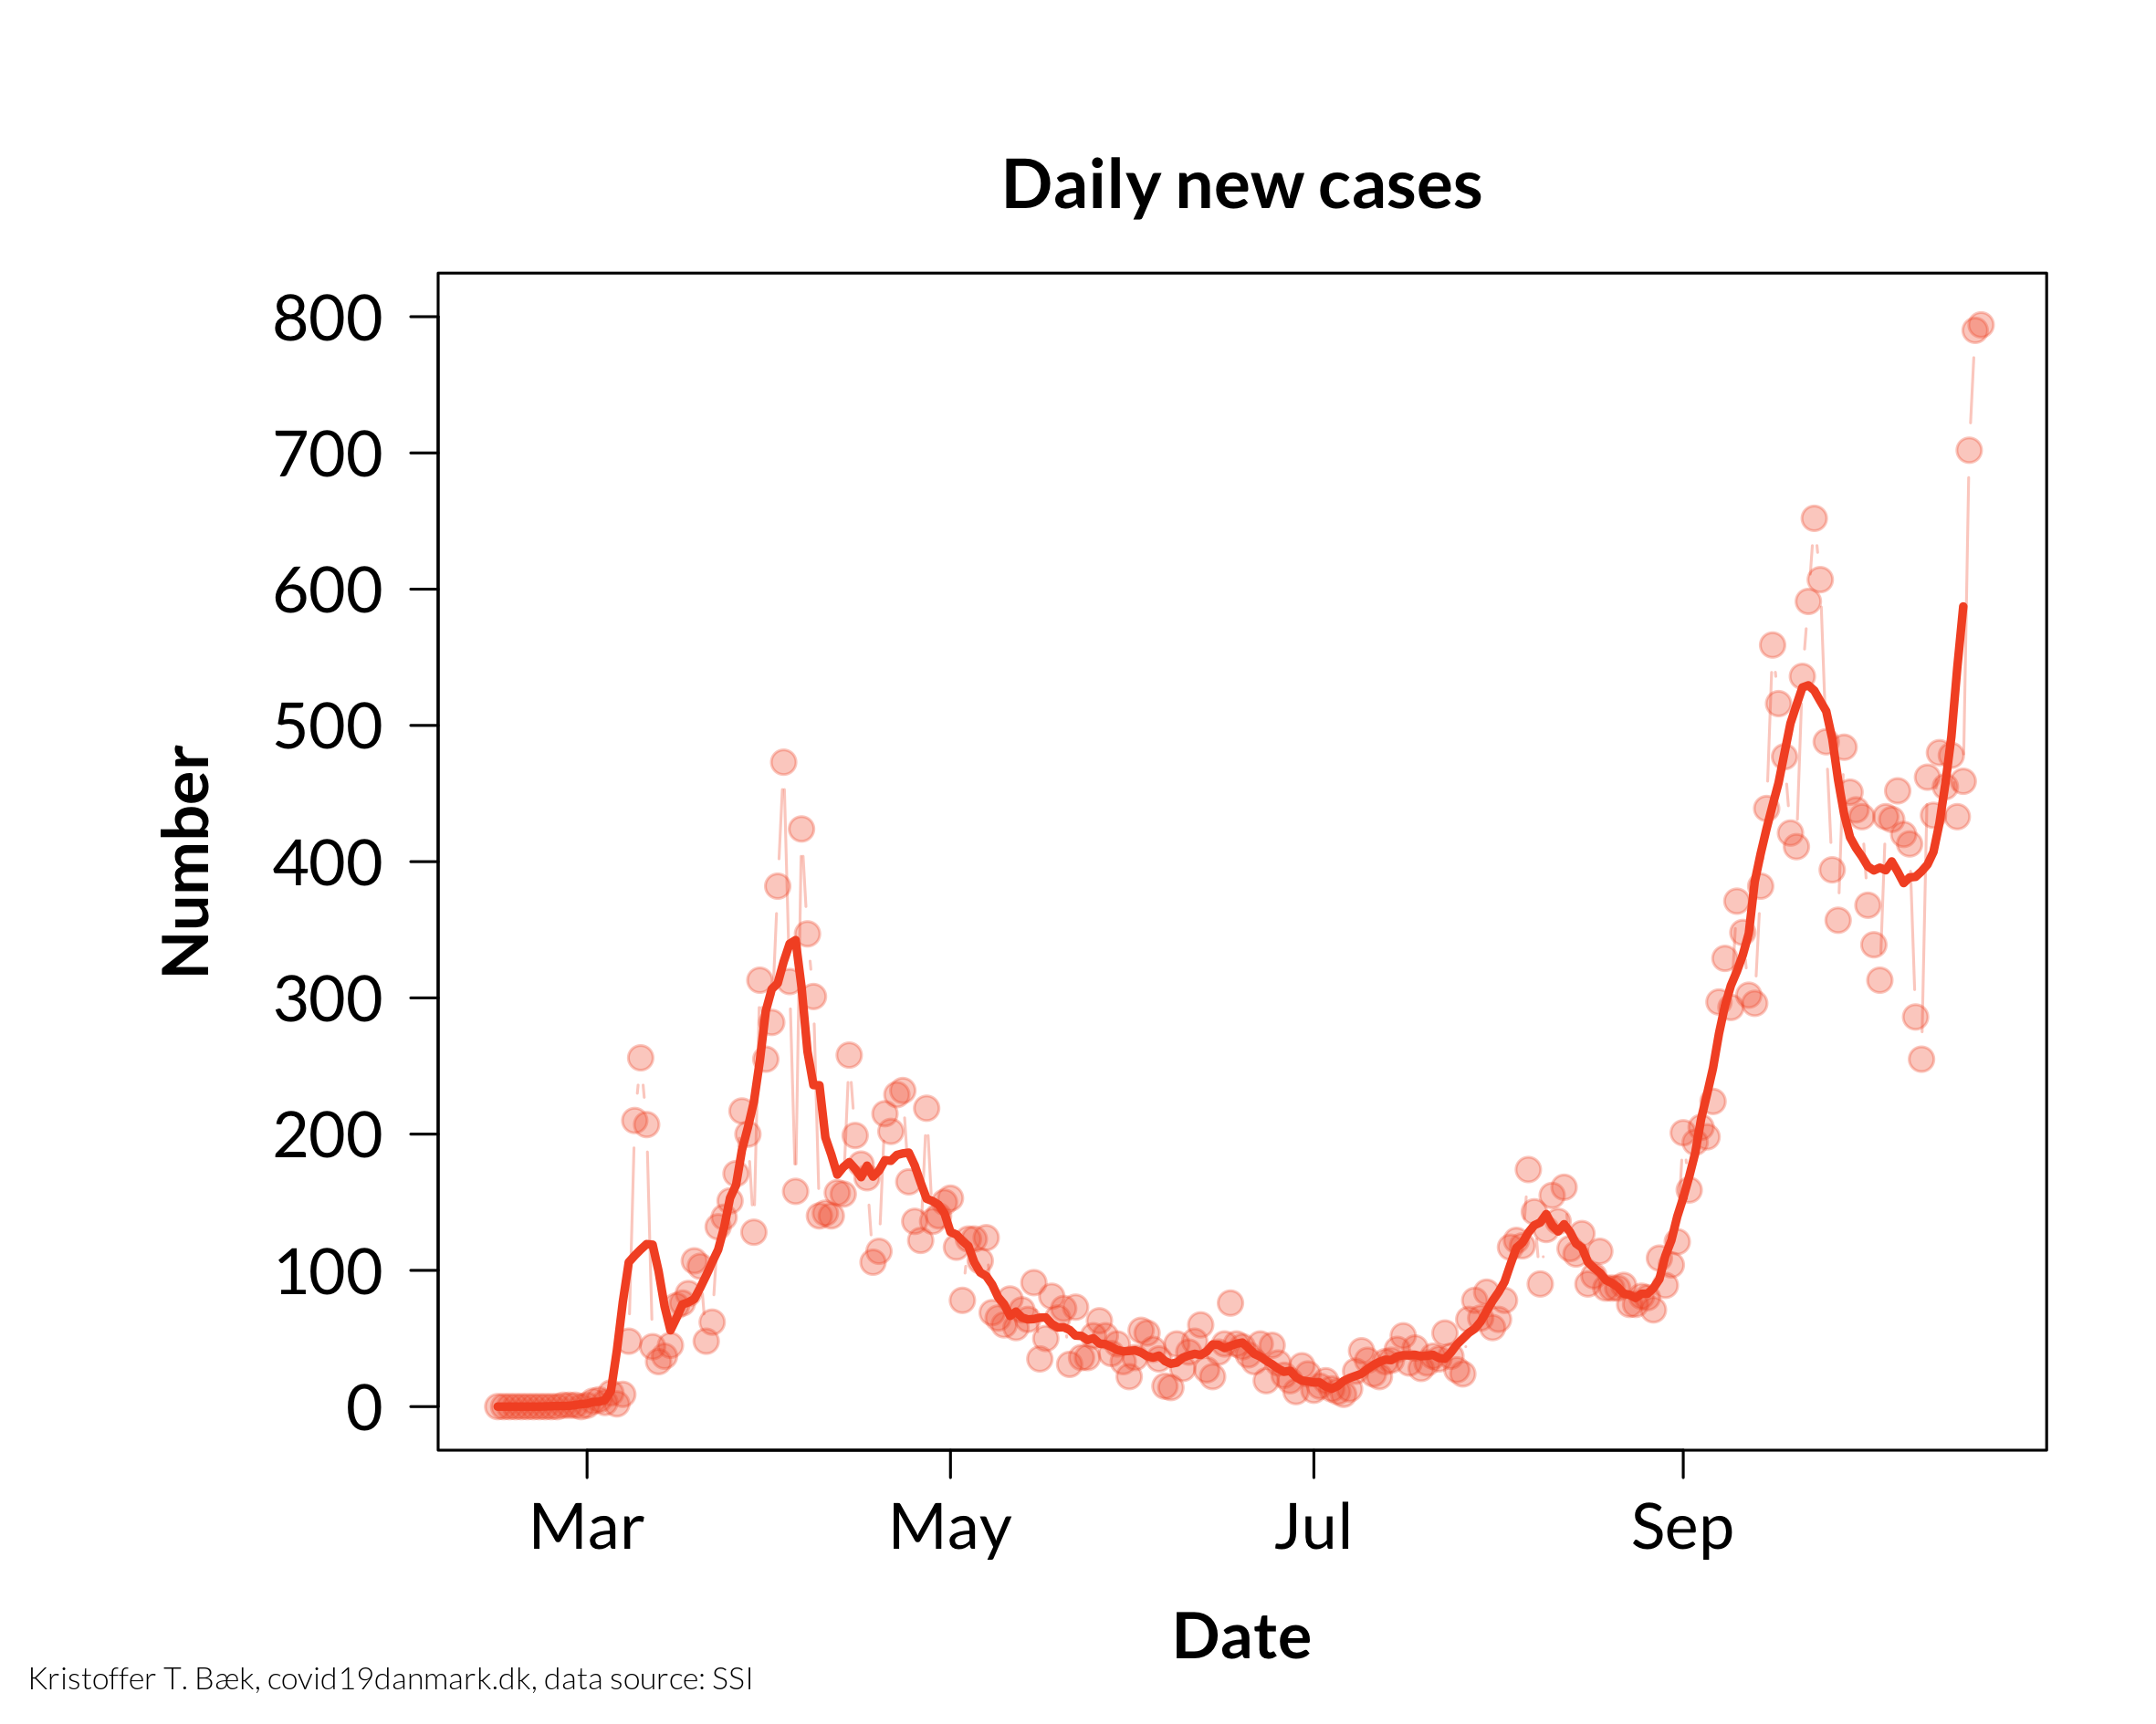 Daily new cases
Number
800
700
600
500
400
300
200
100
0
Mar May Jul Sep
Date
Kristoffer T. Bæk, covid19danmark.dk, data source: SSI